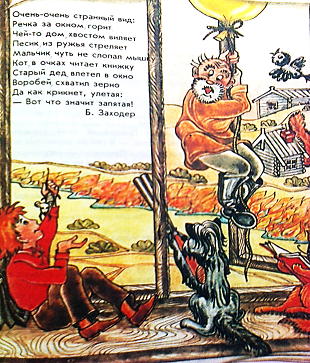 Очень-очень странный вид:
Речка за окном горит
Чей-то дом хвостом виляет
Песик из ружья стреляет
Мальчик чуть не слопал мышк
Кот в очках читает книжку
Старый дед влетел в окно
Воробей схватил зерно
Да как крикнет, улетая:
— Вот что значит запятая!
Б. Заходер